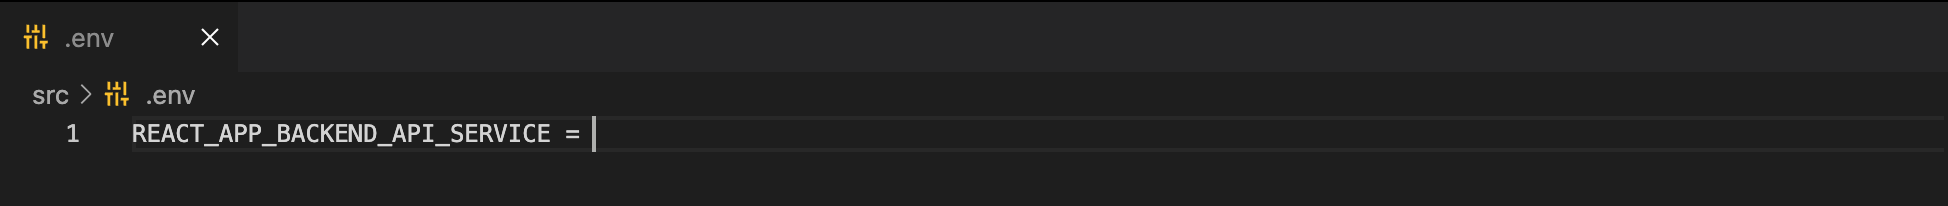 .env
src > .env
1 REACT_APP_BACKEND_API_SERVICE =